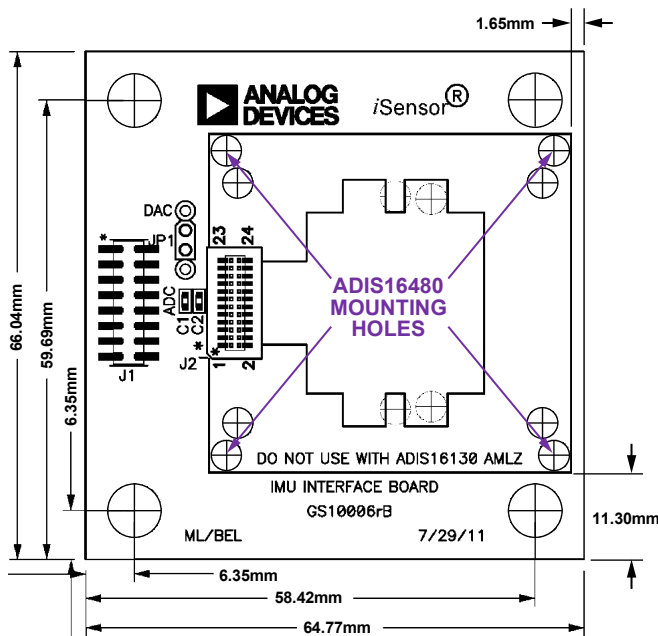 1.65mm
ANALOG
DEVICES
iSensor®
DAC
*
JP1
23 24
66.04mm
59.69mm
6.35mm
ADC
C1
C2
*
*
J2
1 2
J1
ADIS16480
MOUNTING
HOLES
DO NOT USE WITH ADIS16130 AMLZ
IMU INTERFACE BOARD
GS10006rB
ML/BEL
7/29/11
11.30mm
6.35mm
58.42mm
64.77mm